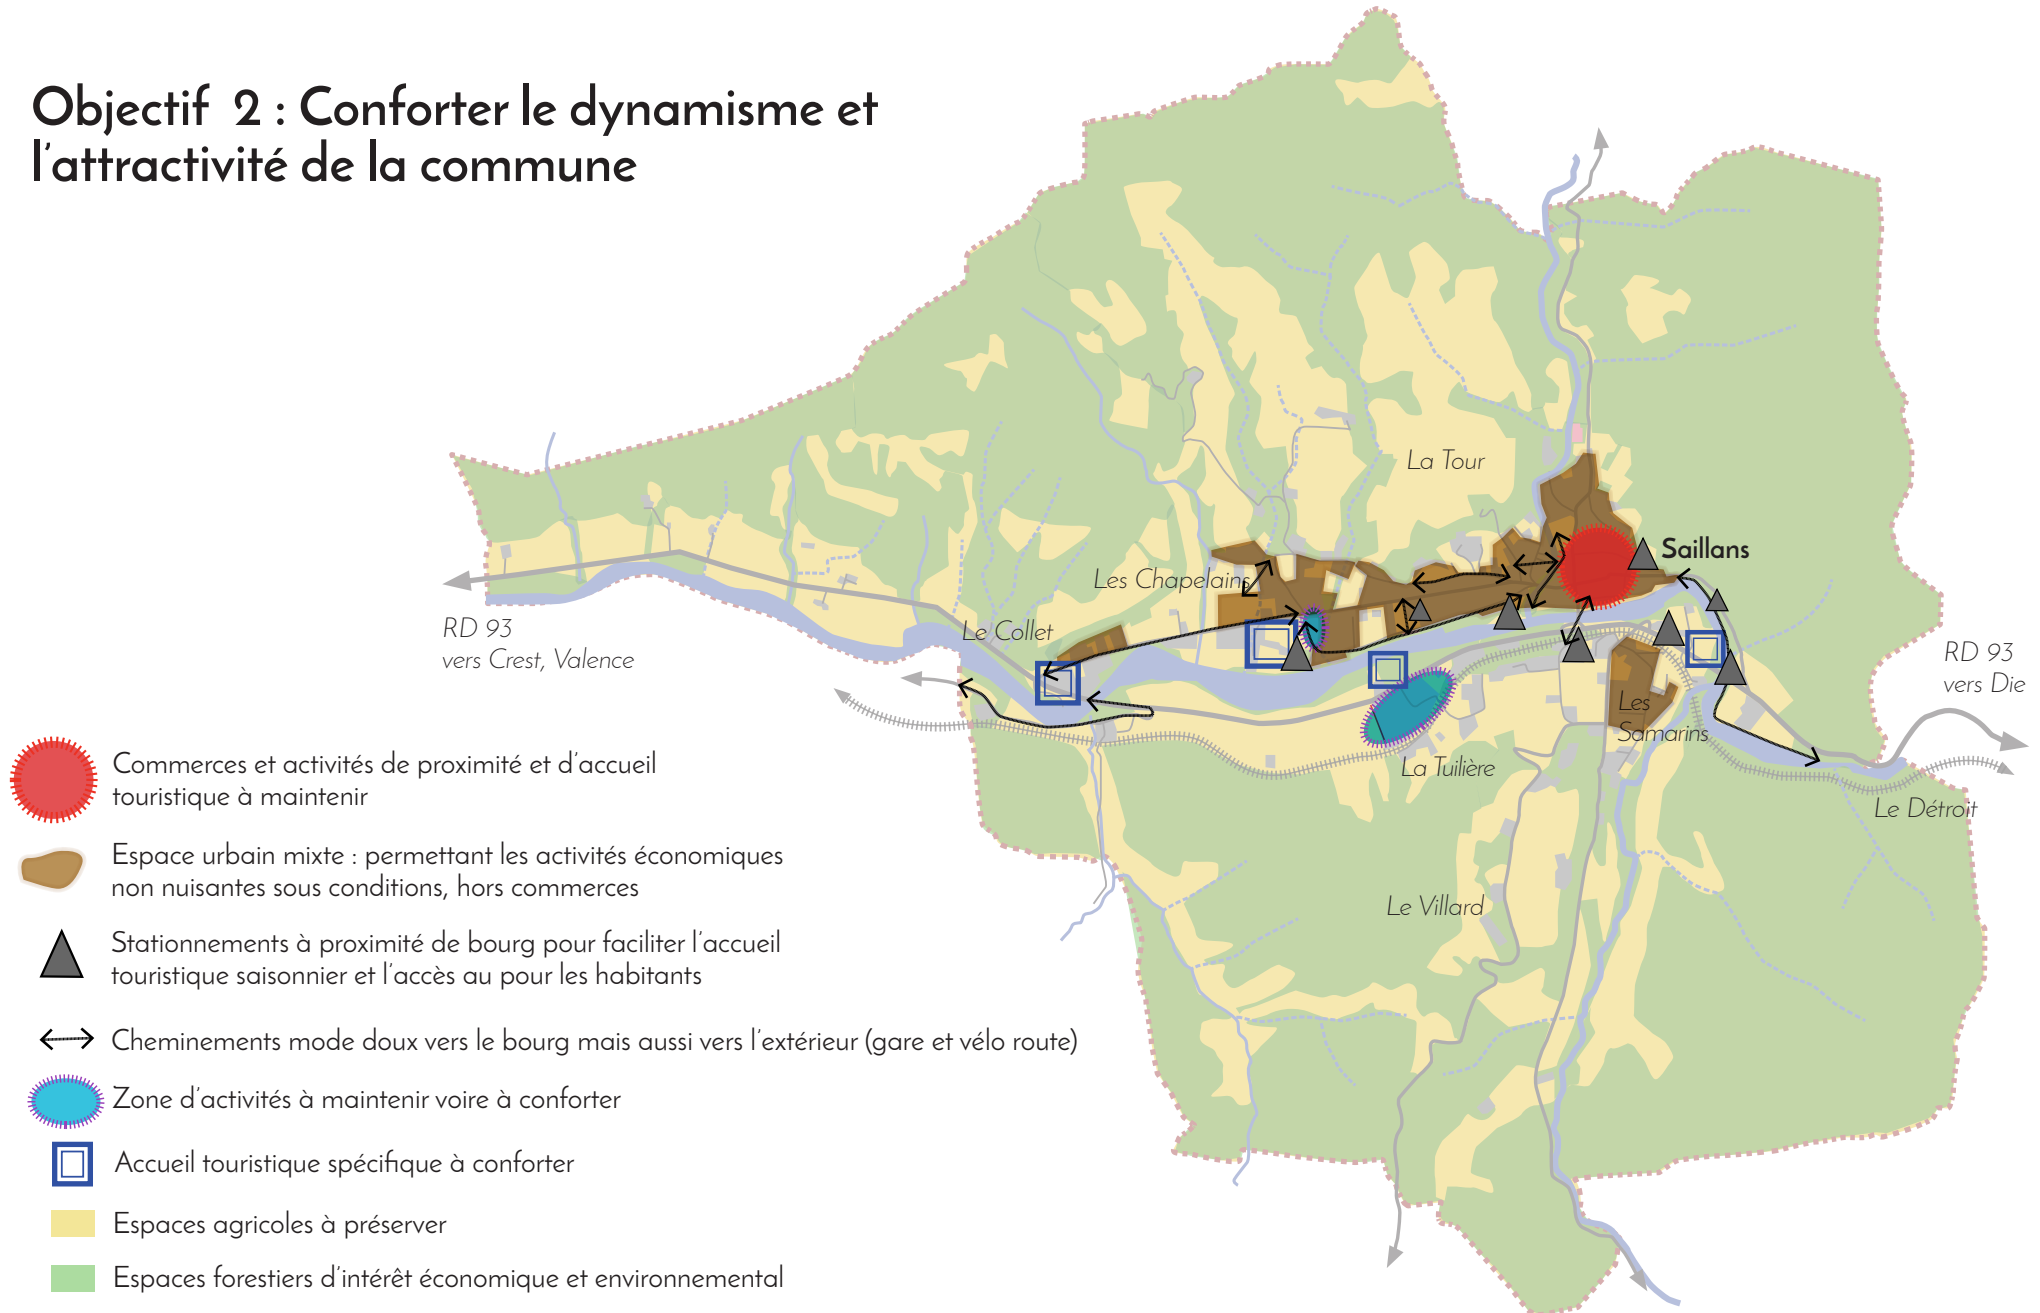 Objectif 2 : Conforter le dynamisme et
l'attractivité de la commune
La Tour
Saillans
Les Chapelains
Le Collet
RD 93
vers Crest, Valence
RD 93
vers Die
Les
Samarins
La Tuilière
Le Détroit
Le Villard
Commerces et activités de proximité et d'accueil
touristique à maintenir
Espace urbain mixte : permettant les activités économiques
non nuisantes sous conditions, hors commerces
Stationnements à proximité de bourg pour faciliter l'accueil
touristique saisonnier et l'accès au pour les habitants
Cheminements mode doux vers le bourg mais aussi vers l'extérieur (gare et vélo route)
Zone d'activités à maintenir voire à conforter
Accueil touristique spécifique à conforter
Espaces agricoles à préserver
Espaces forestiers d'intérêt économique et environnemental